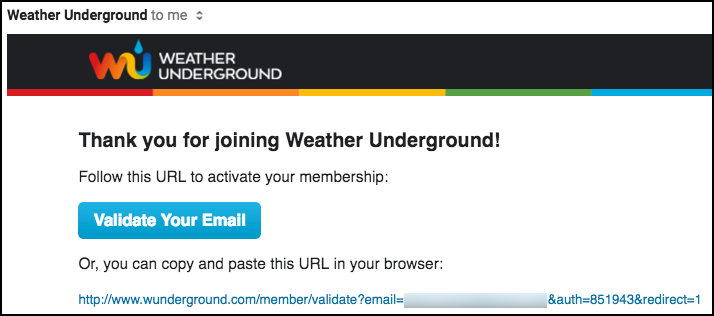 Weather Underground to me
WU WEATHER
UNDERGROUND
Thank you for joining Weather Underground!
Follow this URL to activate your membership:
Validate Your Email
Or, you can copy and paste this URL in your browser:
http://www.wunderground.com/member/validate?email= &auth=851943&redirect=1